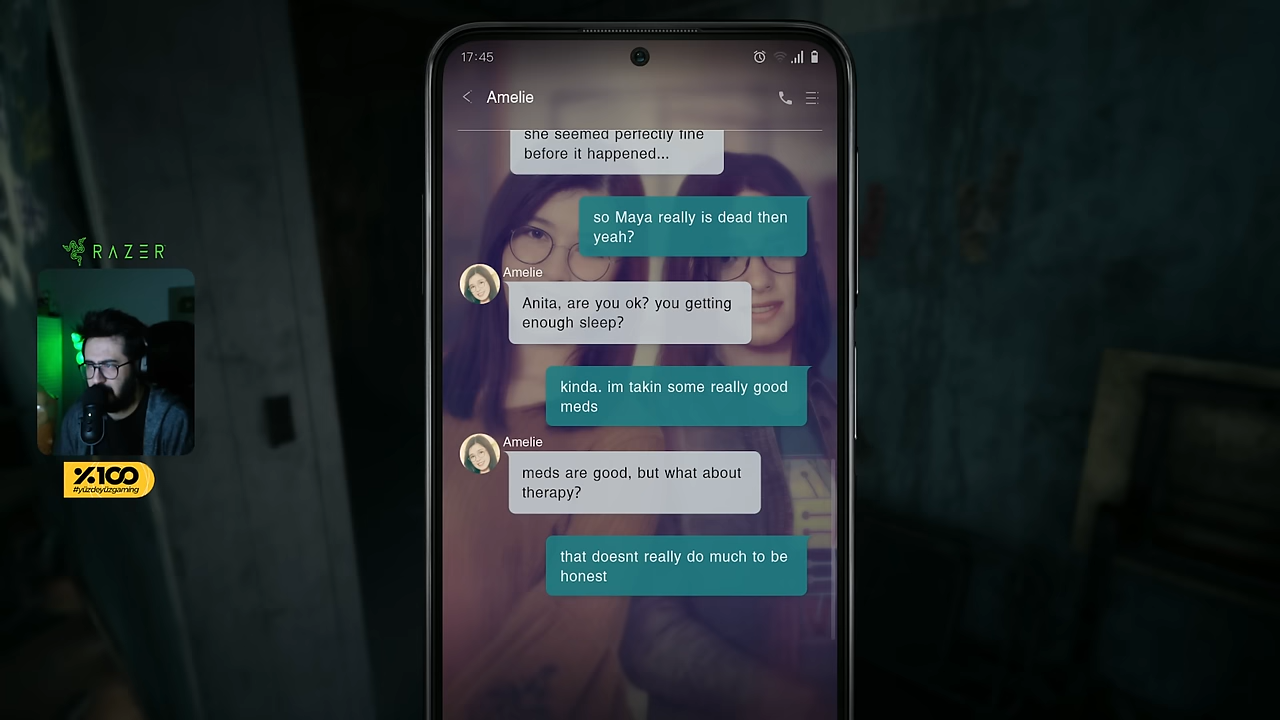 17:45
Amelie
she seemed perfectly fine
before it happened...
so Maya really is dead then
yeah?
Amelie
Anita, are you ok? you getting
enough sleep?
kinda. im takin some really good
meds
Amelie
meds are good, but what about
therapy?
that doesnt really do much to be
honest
RAZER
%100
#yüzdeyüzgaming